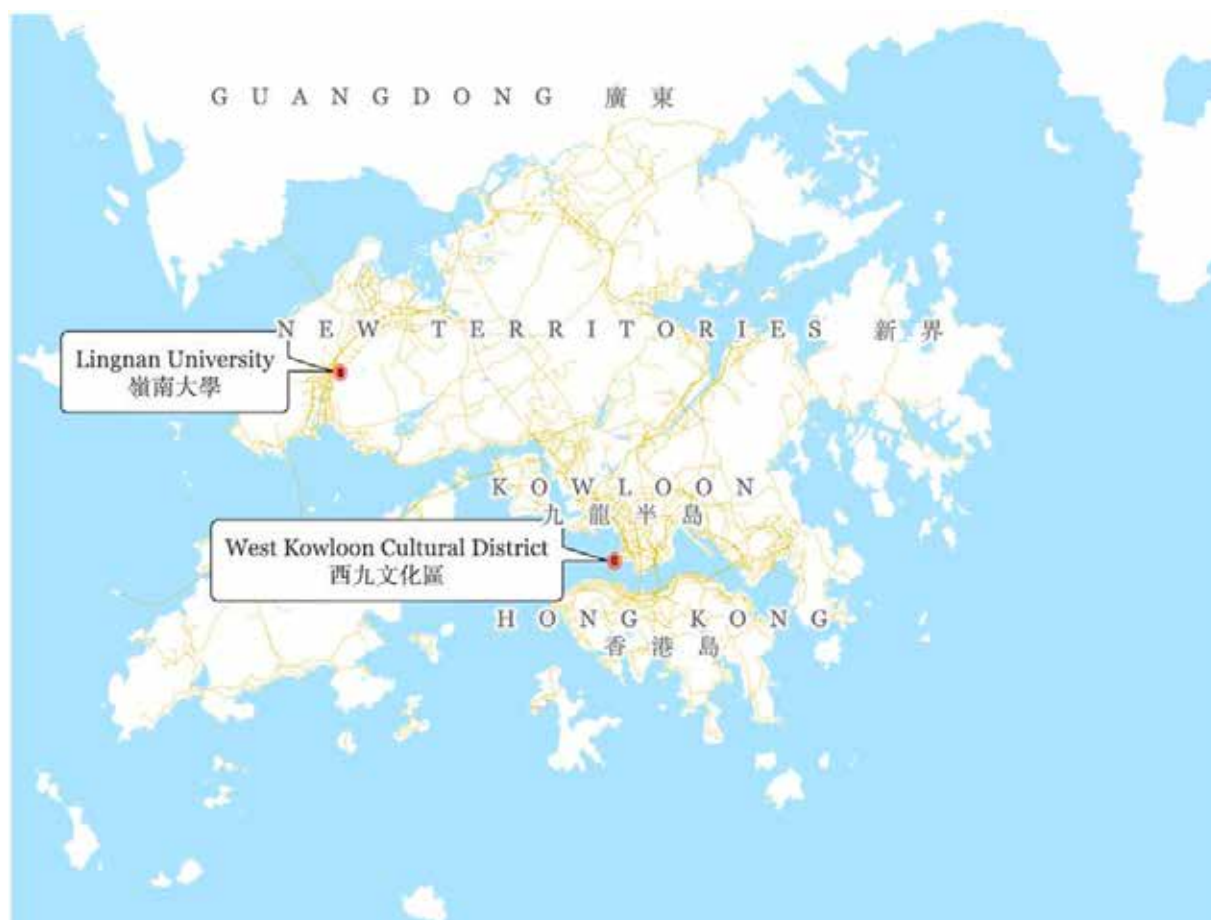 GUANGDONG 廣東
NEW TERRITORIES 新界
Lingnan University
嶺南大學
KOWLOON
九龍半島
West Kowloon Cultural District
西九文化區
HONG KONG
香港島